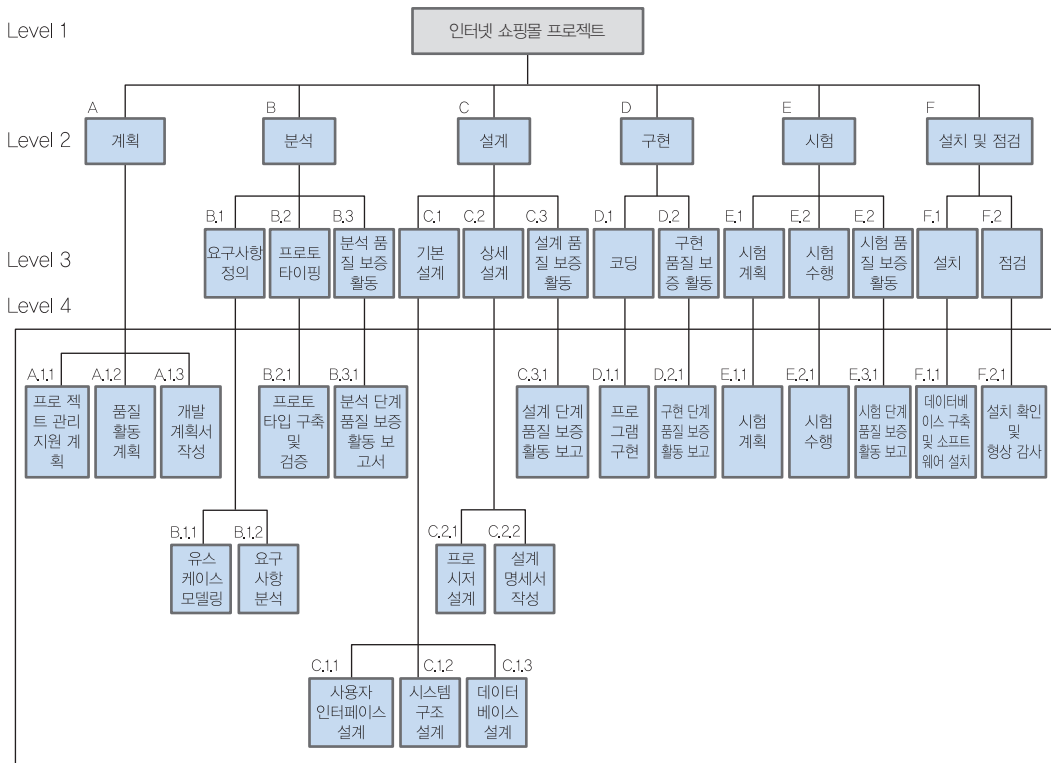 Level 1
인터넷 쇼핑몰 프로젝트
A
B
C
D
E
F
Level 2
계획
분석
설계
구현
시험
설치 및 점검
B.1
B.2
B.3
C.1
C.2
C.3
D.1
D.2
E.1
E.2
E.2
F.1
F.2
Level 3
요구사항
정의
프로토
타이핑
분석 품
질 보증
활동
기본
설계
상세
설계
설계 품
질 보증
활동
코딩
구현
품질 보
증 활동
시험
계획
시험
수행
시험 품
질 보증
활동
설치
점검
Level 4
A.1.1
A.1.2
A.1.3
B.2.1
B.3.1
C.3.1
D.1.1
D.2.1
E.1.1
E.2.1
E.3.1
F.1.1
F.2.1
프로 젝
트 관리
지원 계
획
품질
활동
계획
개발
계획서
작성
프로토
타입 구축
및
검증
분석 단계
품질 보증
활동 보
고서
설계 단계
품질 보증
활동 보고
프로
그램
구현
구현 단계
품질 보증
활동 보고
시험
계획
시험
수행
시험 단계
품질 보증
활동 보고
데이터베
이스 구축
및 소프트
웨어 설치
설치 확인
및
형상 감사
B.1.1
B.1.2
C.2.1
C.2.2
유스
케이스
모델링
요구
사항
분석
프로
시저
설계
설계
명세서
작성
C.1.1
C.1.2
C.1.3
사용자
인터페이스
설계
시스템
구조
설계
데이터
베이스
설계